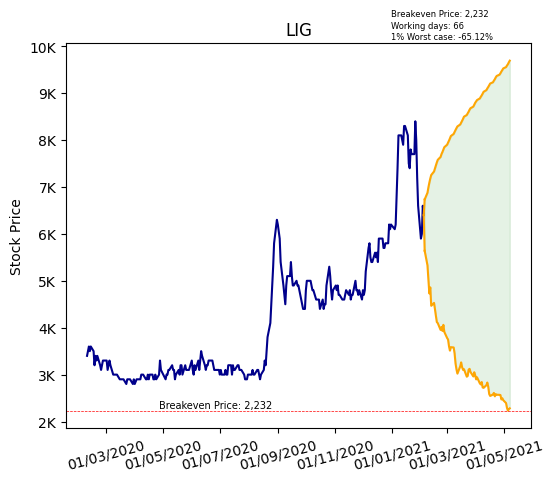 Breakeven Price: 2,232
Working days: 66
1% Worst case: -65.12%
LIG
10K
9K
8K
7K
6K
5K
4K
3K
2K
Stock Price
Breakeven Price: 2,232
01/03/2020
01/05/2020
01/07/2020
01/09/2020
01/11/2020
01/01/2021
01/03/2021
01/05/2021